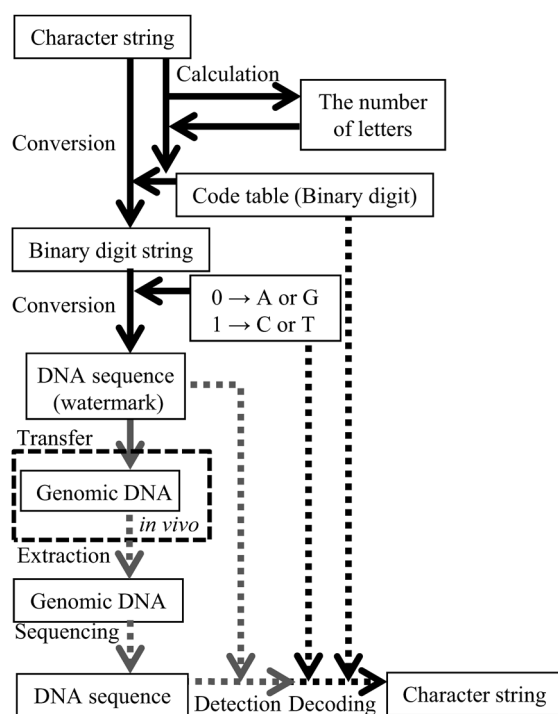 Character string
Calculation
The number
of letters
Conversion
Code table (Binary digit)
Binary digit string
Conversion
0 → A or G
1 → C or T
DNA sequence
(watermark)
Transfer
Genomic DNA
in vivo
Extraction
Genomic DNA
Sequencing
DNA sequence
Detection
Decoding
Character string